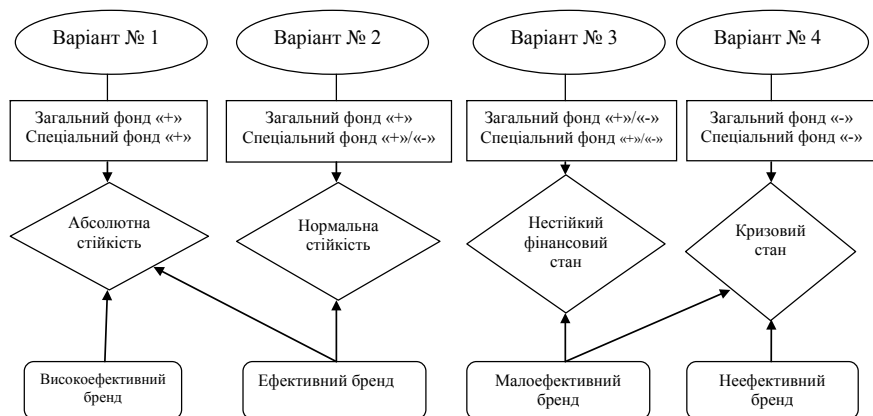 Варіант № 1
Варіант № 2
Варіант № 3
Варіант № 4
Загальний фонд «+»
Спеціальний фонд «+»
Загальний фонд «+»
Спеціальний фонд «+»/«-»
Загальний фонд «+»/«-»
Спеціальний фонд «+»/«-»
Загальний фонд «-»
Спеціальний фонд «-»
Абсолютна
стійкість
Нормальна
стійкість
Нестійкий
фінансовий
стан
Кризовий
стан
Високоефективний
бренд
Ефективний бренд
Малоефективний
бренд
Неефективний
бренд